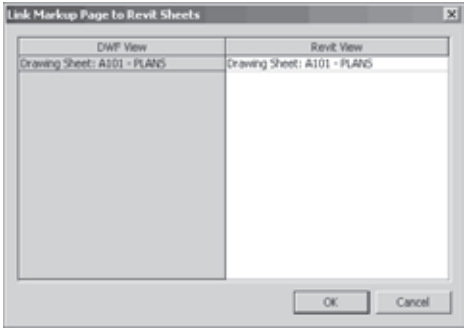 Link Markup Page to Revit Sheets
DWF View Revit View
Drawing Sheet: A101 - PLANS Drawing Sheet: A101 - PLANS
OK Cancel